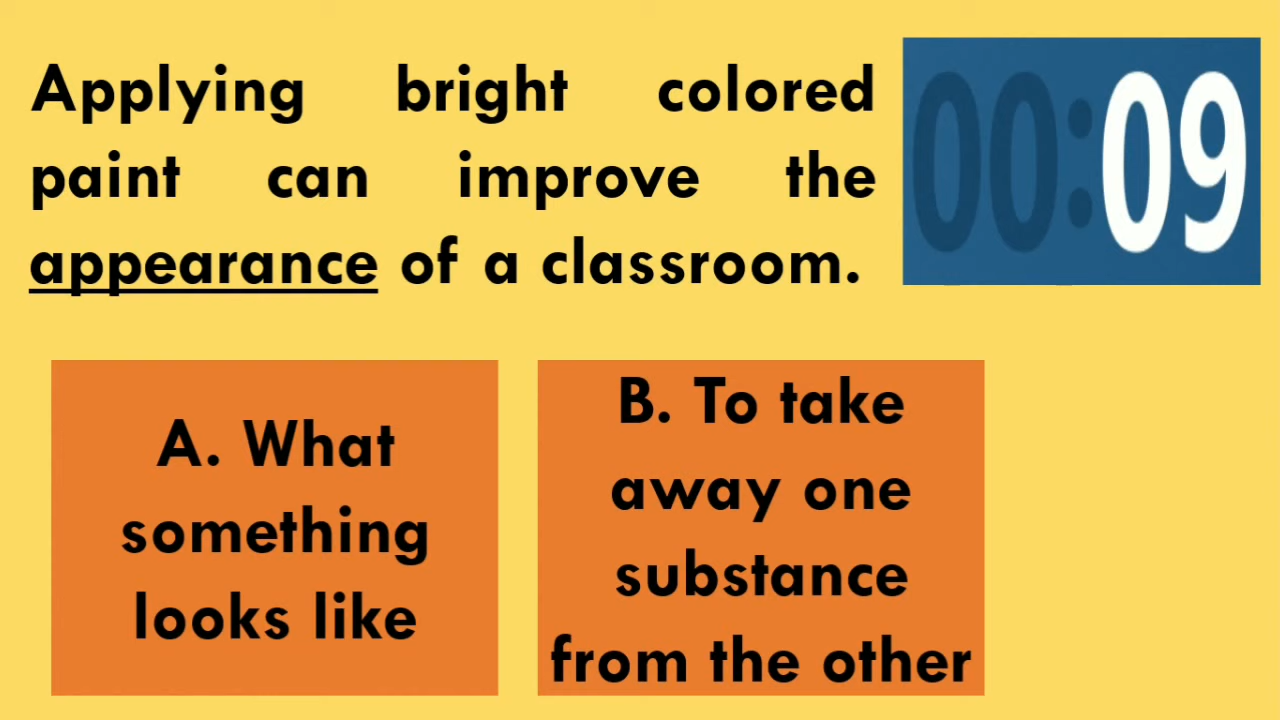 Applying bright colored
paint can improve the
appearance of a classroom.
00:09
A. What
something
looks like
B. To take
away one
substance
from the other